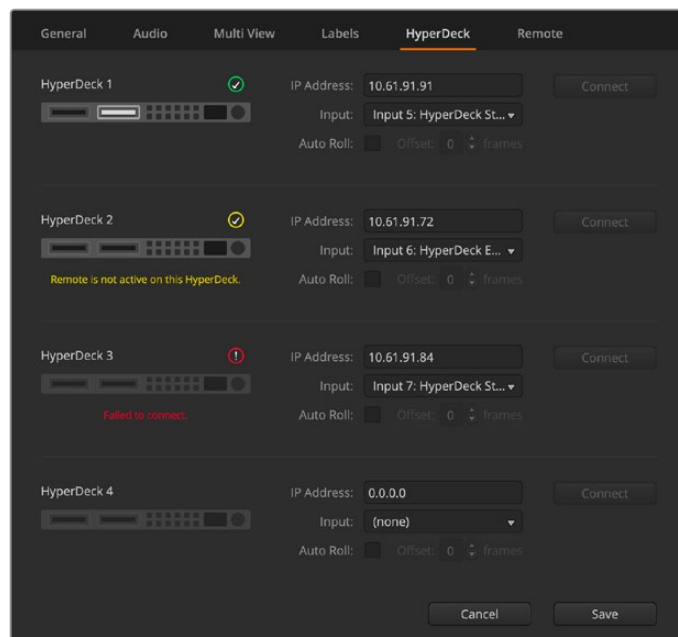 General Audio Multi View Labels HyperDeck Remote
HyperDeck 1
IP Address: 10.61.91.91 Connect
Input: Input 5: HyperDeck St...
Auto Roll: Offset: 0 frames
HyperDeck 2
IP Address: 10.61.91.72 Connect
Input: Input 6: HyperDeck E...
Remote is not active on this HyperDeck.
Auto Roll: Offset: 0 frames
HyperDeck 3
IP Address: 10.61.91.84 Connect
Input: Input 7: HyperDeck St...
Failed to connect.
Auto Roll: Offset: 0 frames
HyperDeck 4
IP Address: 0.0.0.0 Connect
Input: (none)
Auto Roll: Offset: 0 frames
Cancel Save